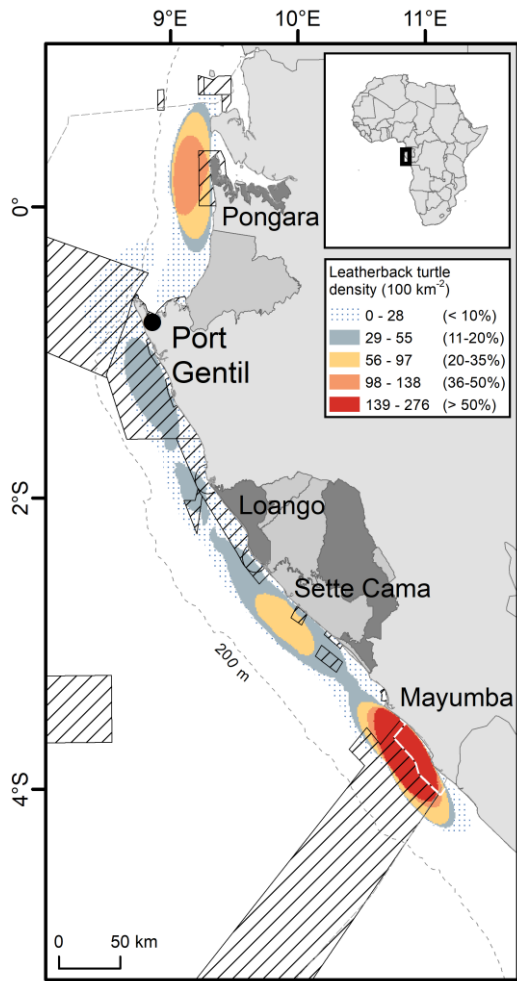 9°E 10°E 11°E
0°
Pongara
Leatherback turtle
density (100 km-2)
0 - 28 (< 10%)
29 - 55 (11-20%)
56 - 97 (20-35%)
98 - 138 (36-50%)
139 - 276 (> 50%)
Port
Gentil
2°S
Loango
Sette Cama
200 m
Mayumba
4°S
0 50 km